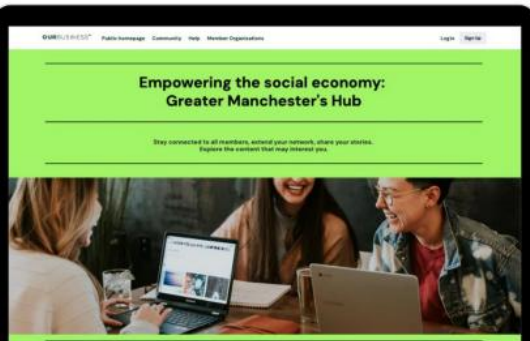 OURBUSINESS™ Public homepage Community Help Member Organisations Log in Sign Up
Empowering the social economy:
Greater Manchester's Hub
Stay connected to all members, extend your network, share your stories.
Explore the content that may interest you.